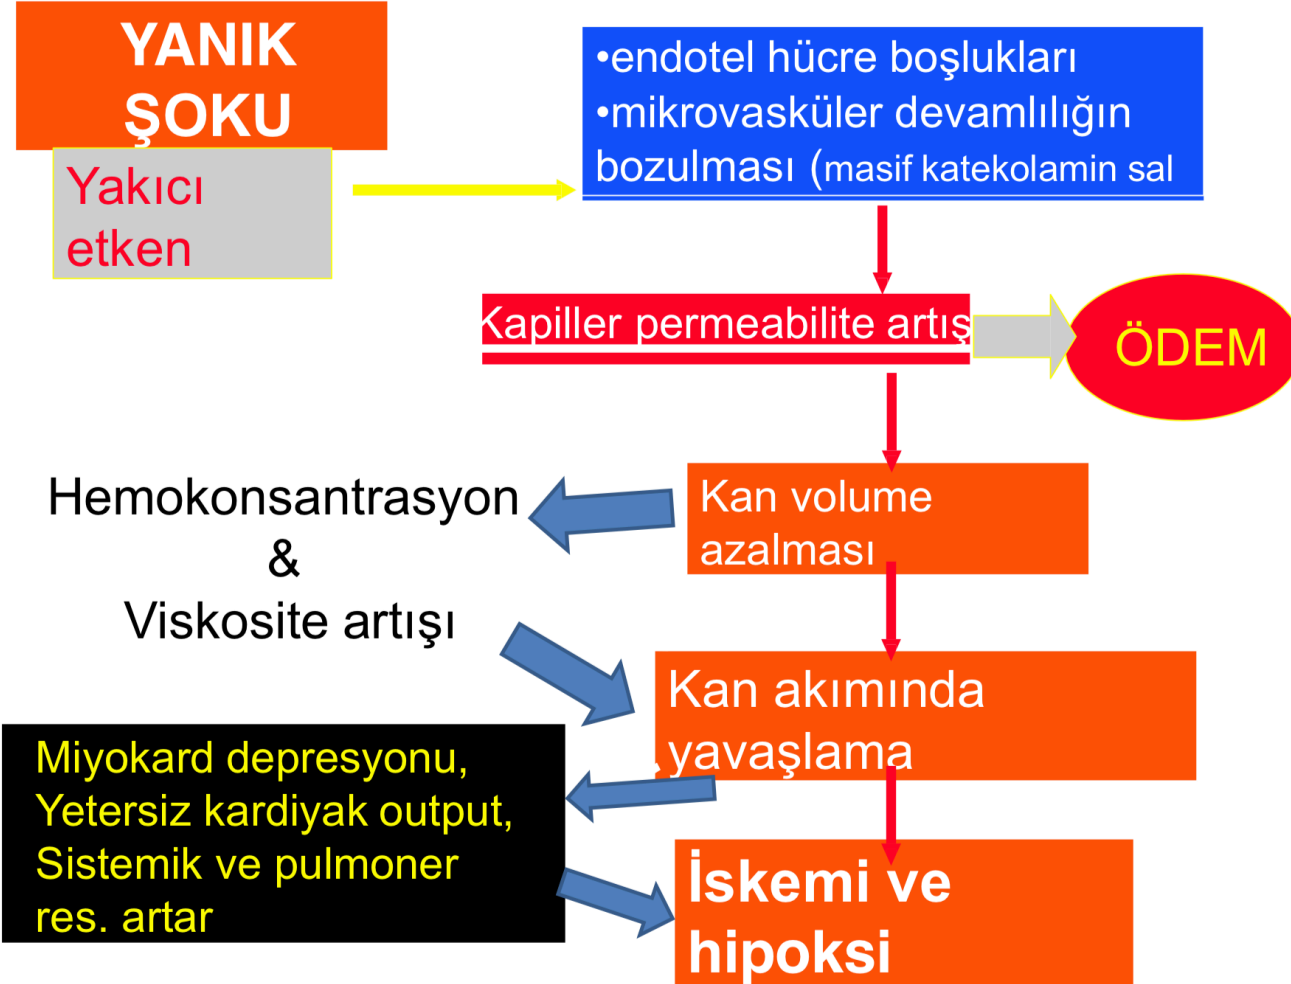 YANIK
ŞOKU
Yakıcı
etken
•endotel hücre boşlukları
•mikrovasküler devamlılığın
bozulması (masif katekolamin sal
Kapiller permeabilite artış
ÖDEM
Kan volume
azalması
Hemokonsantrasyon
&
Viskosite artışı
Kan akımında
yavaşlama
Miyokard depresyonu,
Yetersiz kardiyak output,
Sistemik ve pulmoner
res. artar
İskemi ve
hipoksi